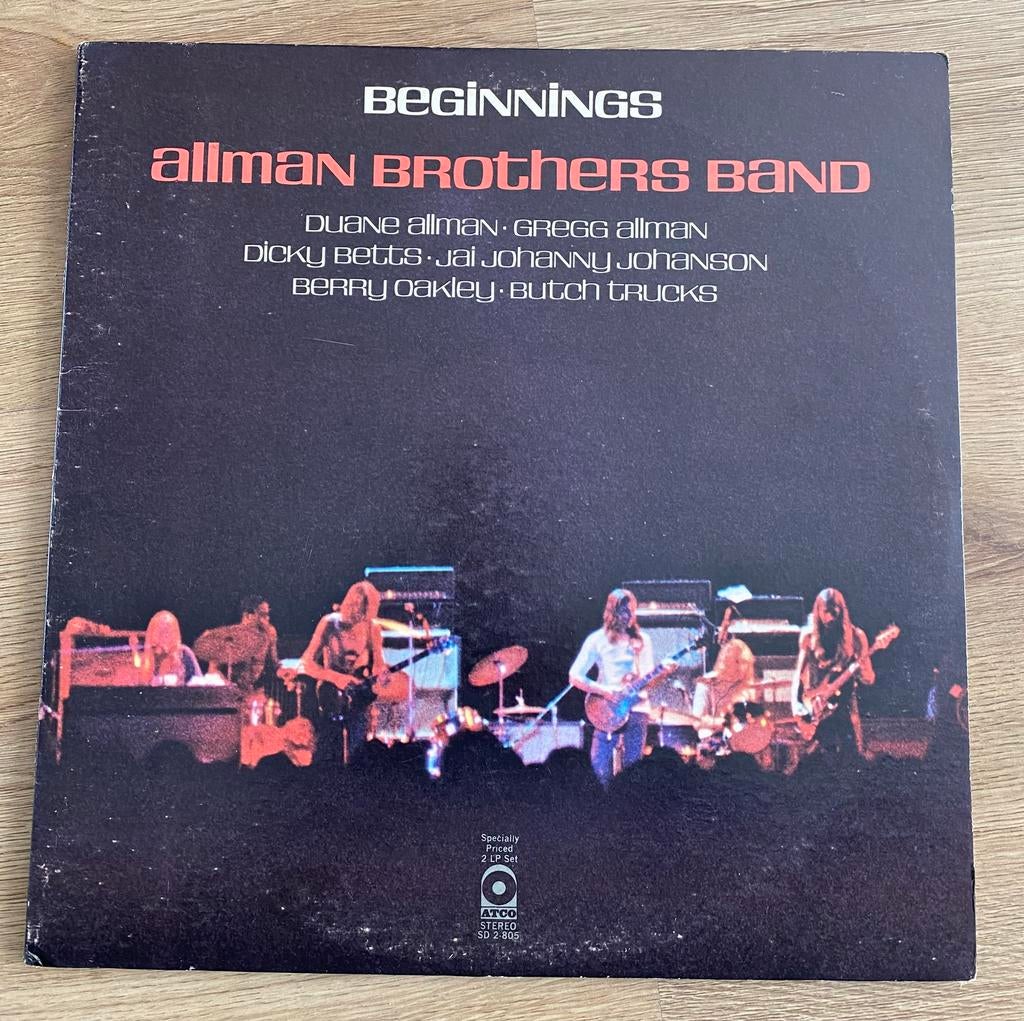 BEGINNINGS
allman BROTHERS BAND
DUANE allman · GREGG allman
DICKY BETTS · JAI JOHANNY JOHANSON
BERRY OAKLEY · BUTCH TRUCKS
Specially
Priced
2 LP Set
ATCO
STEREO
SD 2-805